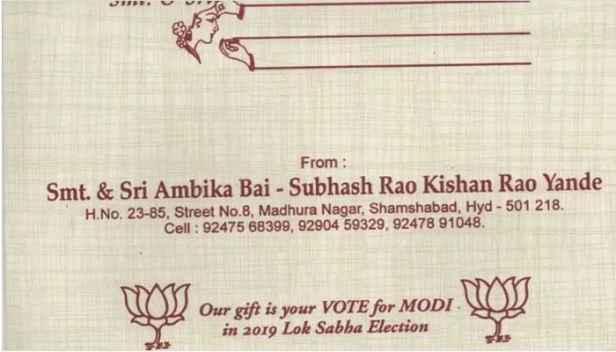 Smt. & Sri
From :
Smt. & Sri Ambika Bai - Subhash Rao Kishan Rao Yande
H.No. 23-85, Street No.8, Madhura Nagar, Shamshabad, Hyd - 501 218.
Cell : 92475 68399, 92904 59329, 92478 91048.
Our gift is your VOTE for MODI
in 2019 Lok Sabha Election